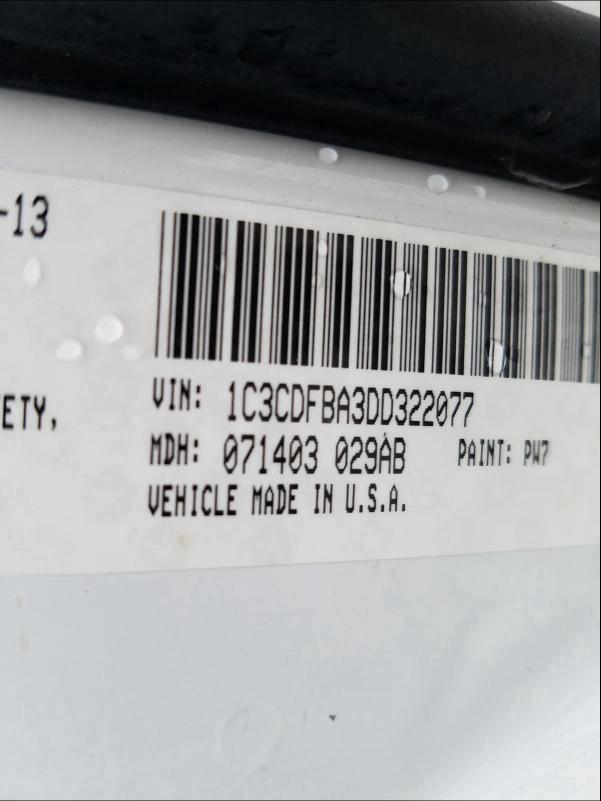 -13
VIN: 1C3CDFBA3DD322077
ETY,
MDH: 071403 029AB PAINT: PW7
VEHICLE MADE IN U.S.A.